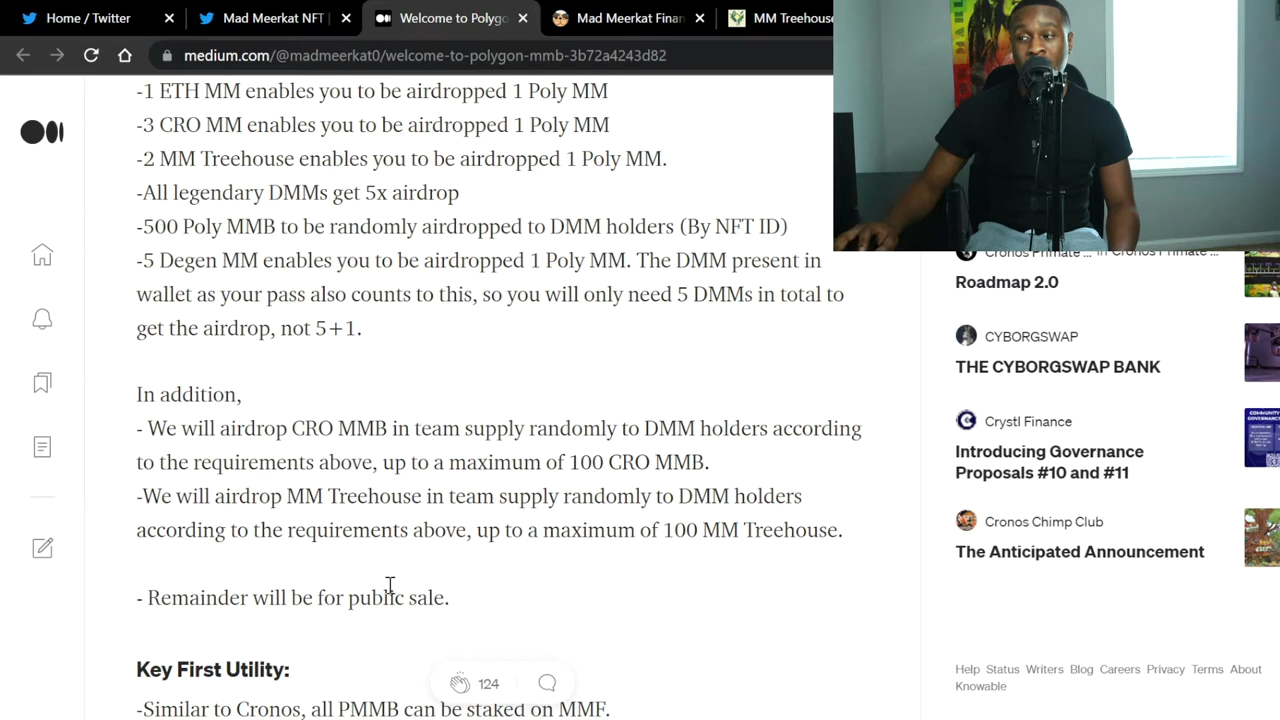 Home / Twitter
Mad Meerkat NFT
Welcome to Polygo
Mad Meerkat Finan
MM Treehouse
medium.com/@madmeerkat0/welcome-to-polygon-mmb-3b72a4243d82
-1 ETH MM enables you to be airdropped 1 Poly MM
-3 CRO MM enables you to be airdropped 1 Poly MM
-2 MM Treehouse enables you to be airdropped 1 Poly MM.
-All legendary DMMs get 5x airdrop
-500 Poly MMB to be randomly airdropped to DMM holders (By NFT ID)
-5 Degen MM enables you to be airdropped 1 Poly MM. The DMM present in
wallet as your pass also counts to this, so you will only need 5 DMMs in total to
get the airdrop, not 5+1.
In addition,
- We will airdrop CRO MMB in team supply randomly to DMM holders according
to the requirements above, up to a maximum of 100 CRO MMB.
-We will airdrop MM Treehouse in team supply randomly to DMM holders
according to the requirements above, up to a maximum of 100 MM Treehouse.
- Remainder will be for public sale.
Key First Utility:
124
-Similar to Cronos, all PMMB can be staked on MMF.
Cronos Primate ... in Cronos Primate ...
Roadmap 2.0
CYBORGSWAP
THE CYBORGSWAP BANK
Crystl Finance
Introducing Governance
Proposals #10 and #11
Cronos Chimp Club
The Anticipated Announcement
Help Status Writers Blog Careers Privacy Terms About
Knowable